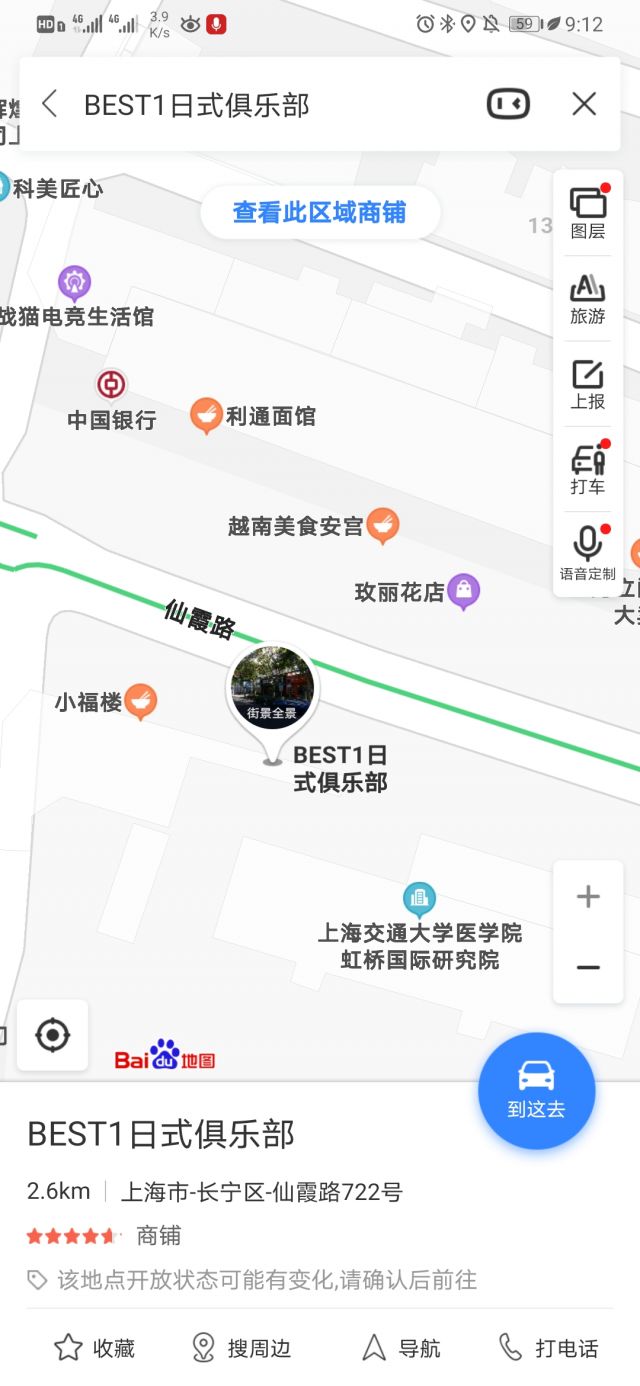 HD 4G 4G 3.9 K/s 59 9:12
BEST1日式俱乐部
科美匠心
查看此区域商铺
13
图层
旅游
战猫电竞生活馆
中国银行
利通面馆
上报
打车
越南美食安宫
语音定制
玫丽花店
大
仙霞路
小福楼
街景全景
BEST1日
式俱乐部
上海交通大学医学院
虹桥国际研究院
+
−
Bai du 地图
到这去
BEST1日式俱乐部
2.6km 上海市-长宁区-仙霞路722号
商铺
该地点开放状态可能有变化,请确认后前往
收藏 搜周边 导航 打电话